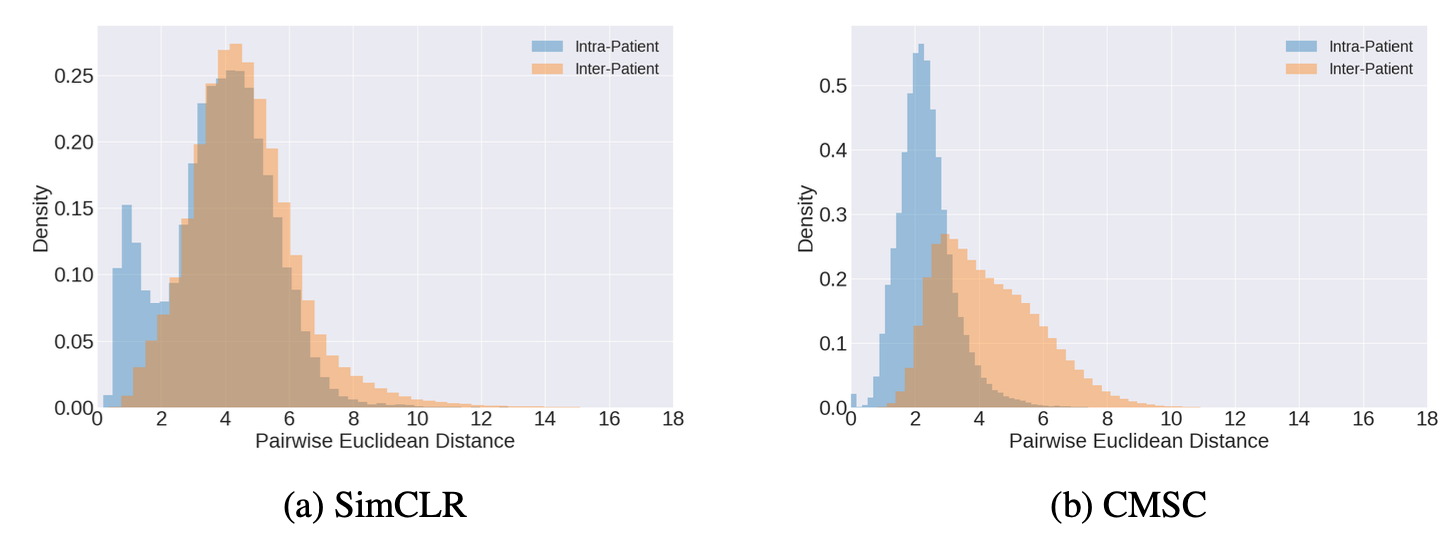 Intra-Patient
Inter-Patient
Density
0.25
0.20
0.15
0.10
0.05
0.00
0 2 4 6 8 10 12 14 16 18
Pairwise Euclidean Distance
(a) SimCLR
Intra-Patient
Inter-Patient
Density
0.5
0.4
0.3
0.2
0.1
0.0
0 2 4 6 8 10 12 14 16 18
Pairwise Euclidean Distance
(b) CMSC